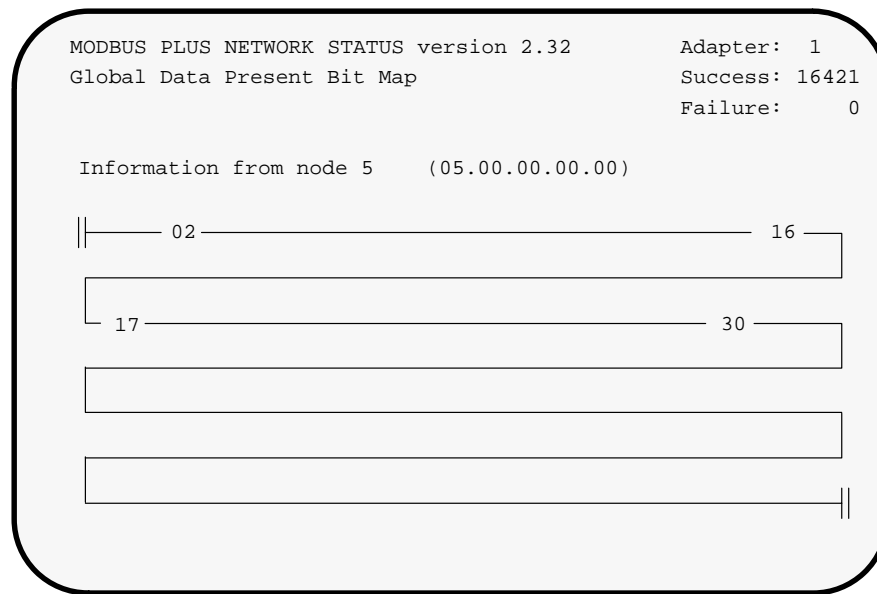 MODBUS PLUS NETWORK STATUS version 2.32 Adapter: 1
Global Data Present Bit Map Success: 16421
Failure: 0
Information from node 5 (05.00.00.00.00)
02 16
17 30